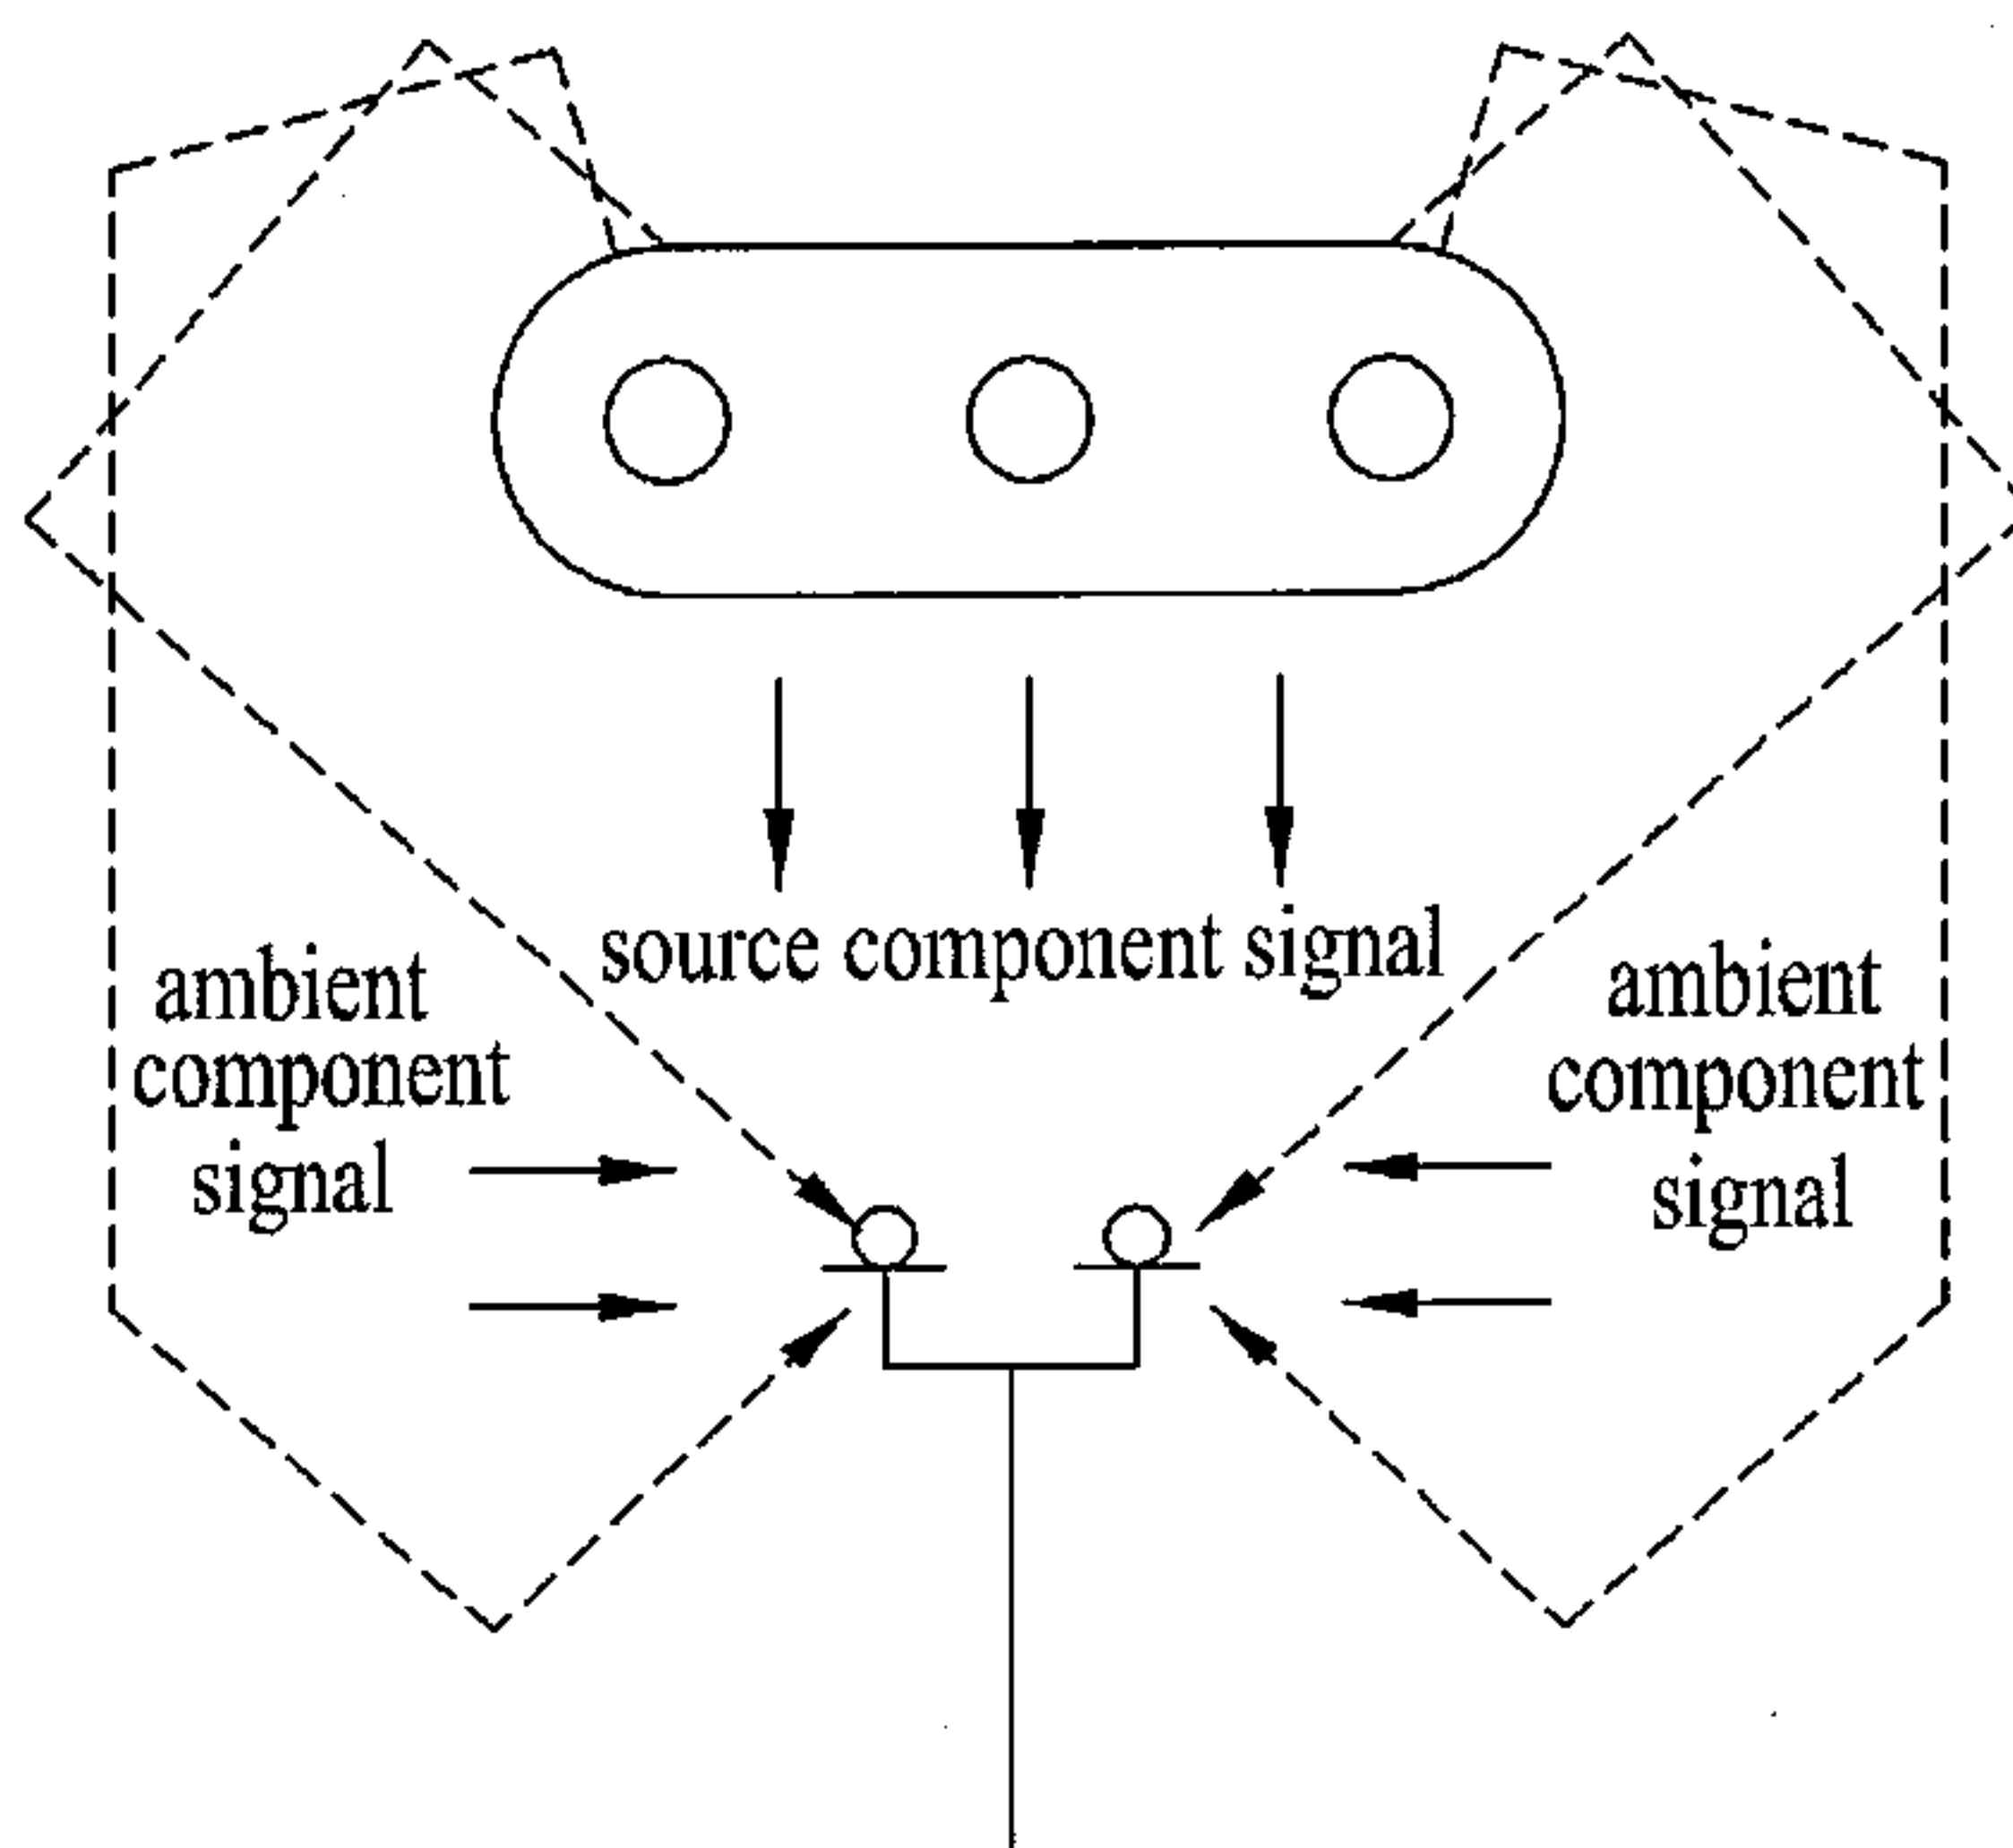 source component signal
ambient
component
signal
ambient
component
signal